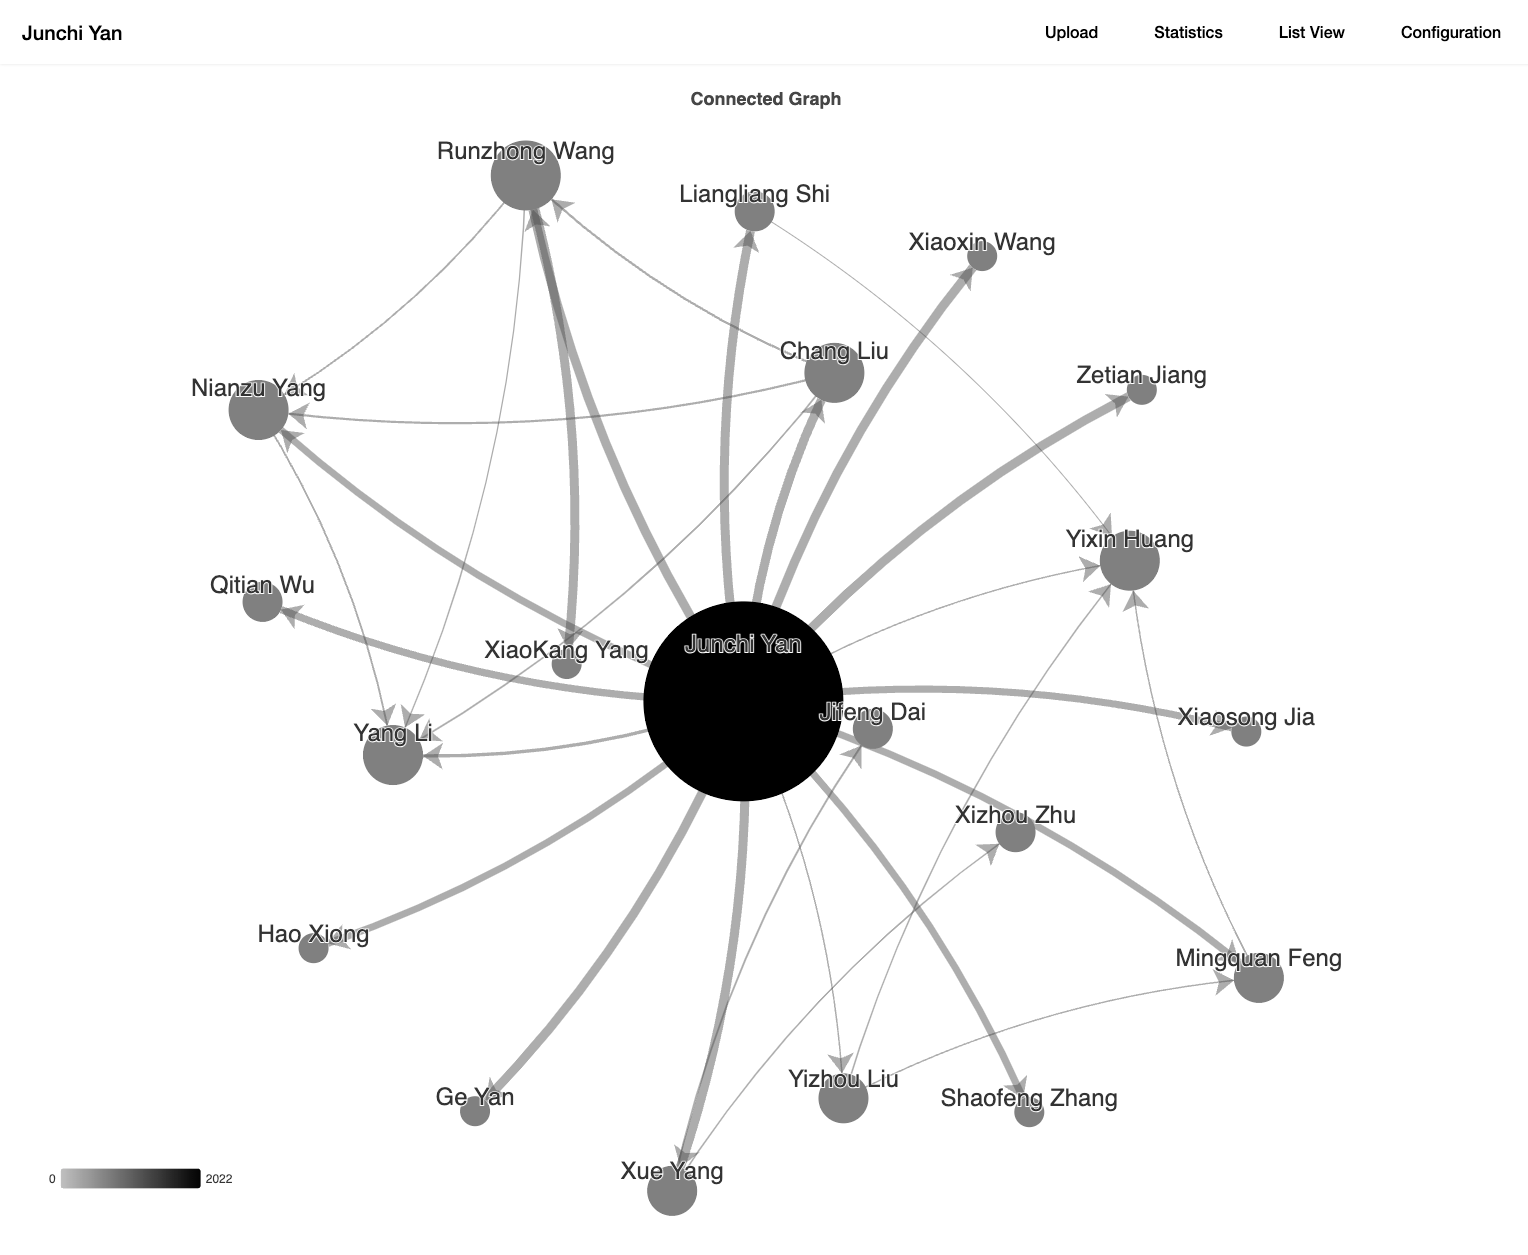 Junchi Yan
Upload
Statistics
List View
Configuration
Connected Graph
Runzhong Wang
Liangliang Shi
Xiaoxin Wang
Chang Liu
Zetian Jiang
Nianzu Yang
Yixin Huang
Qitian Wu
XiaoKang Yang
Junchi Yan
Jifeng Dai
Xiaosong Jia
Yang Li
Xizhou Zhu
Hao Xiong
Mingquan Feng
Yizhou Liu
Ge Yan
Shaofeng Zhang
Xue Yang
0
2022